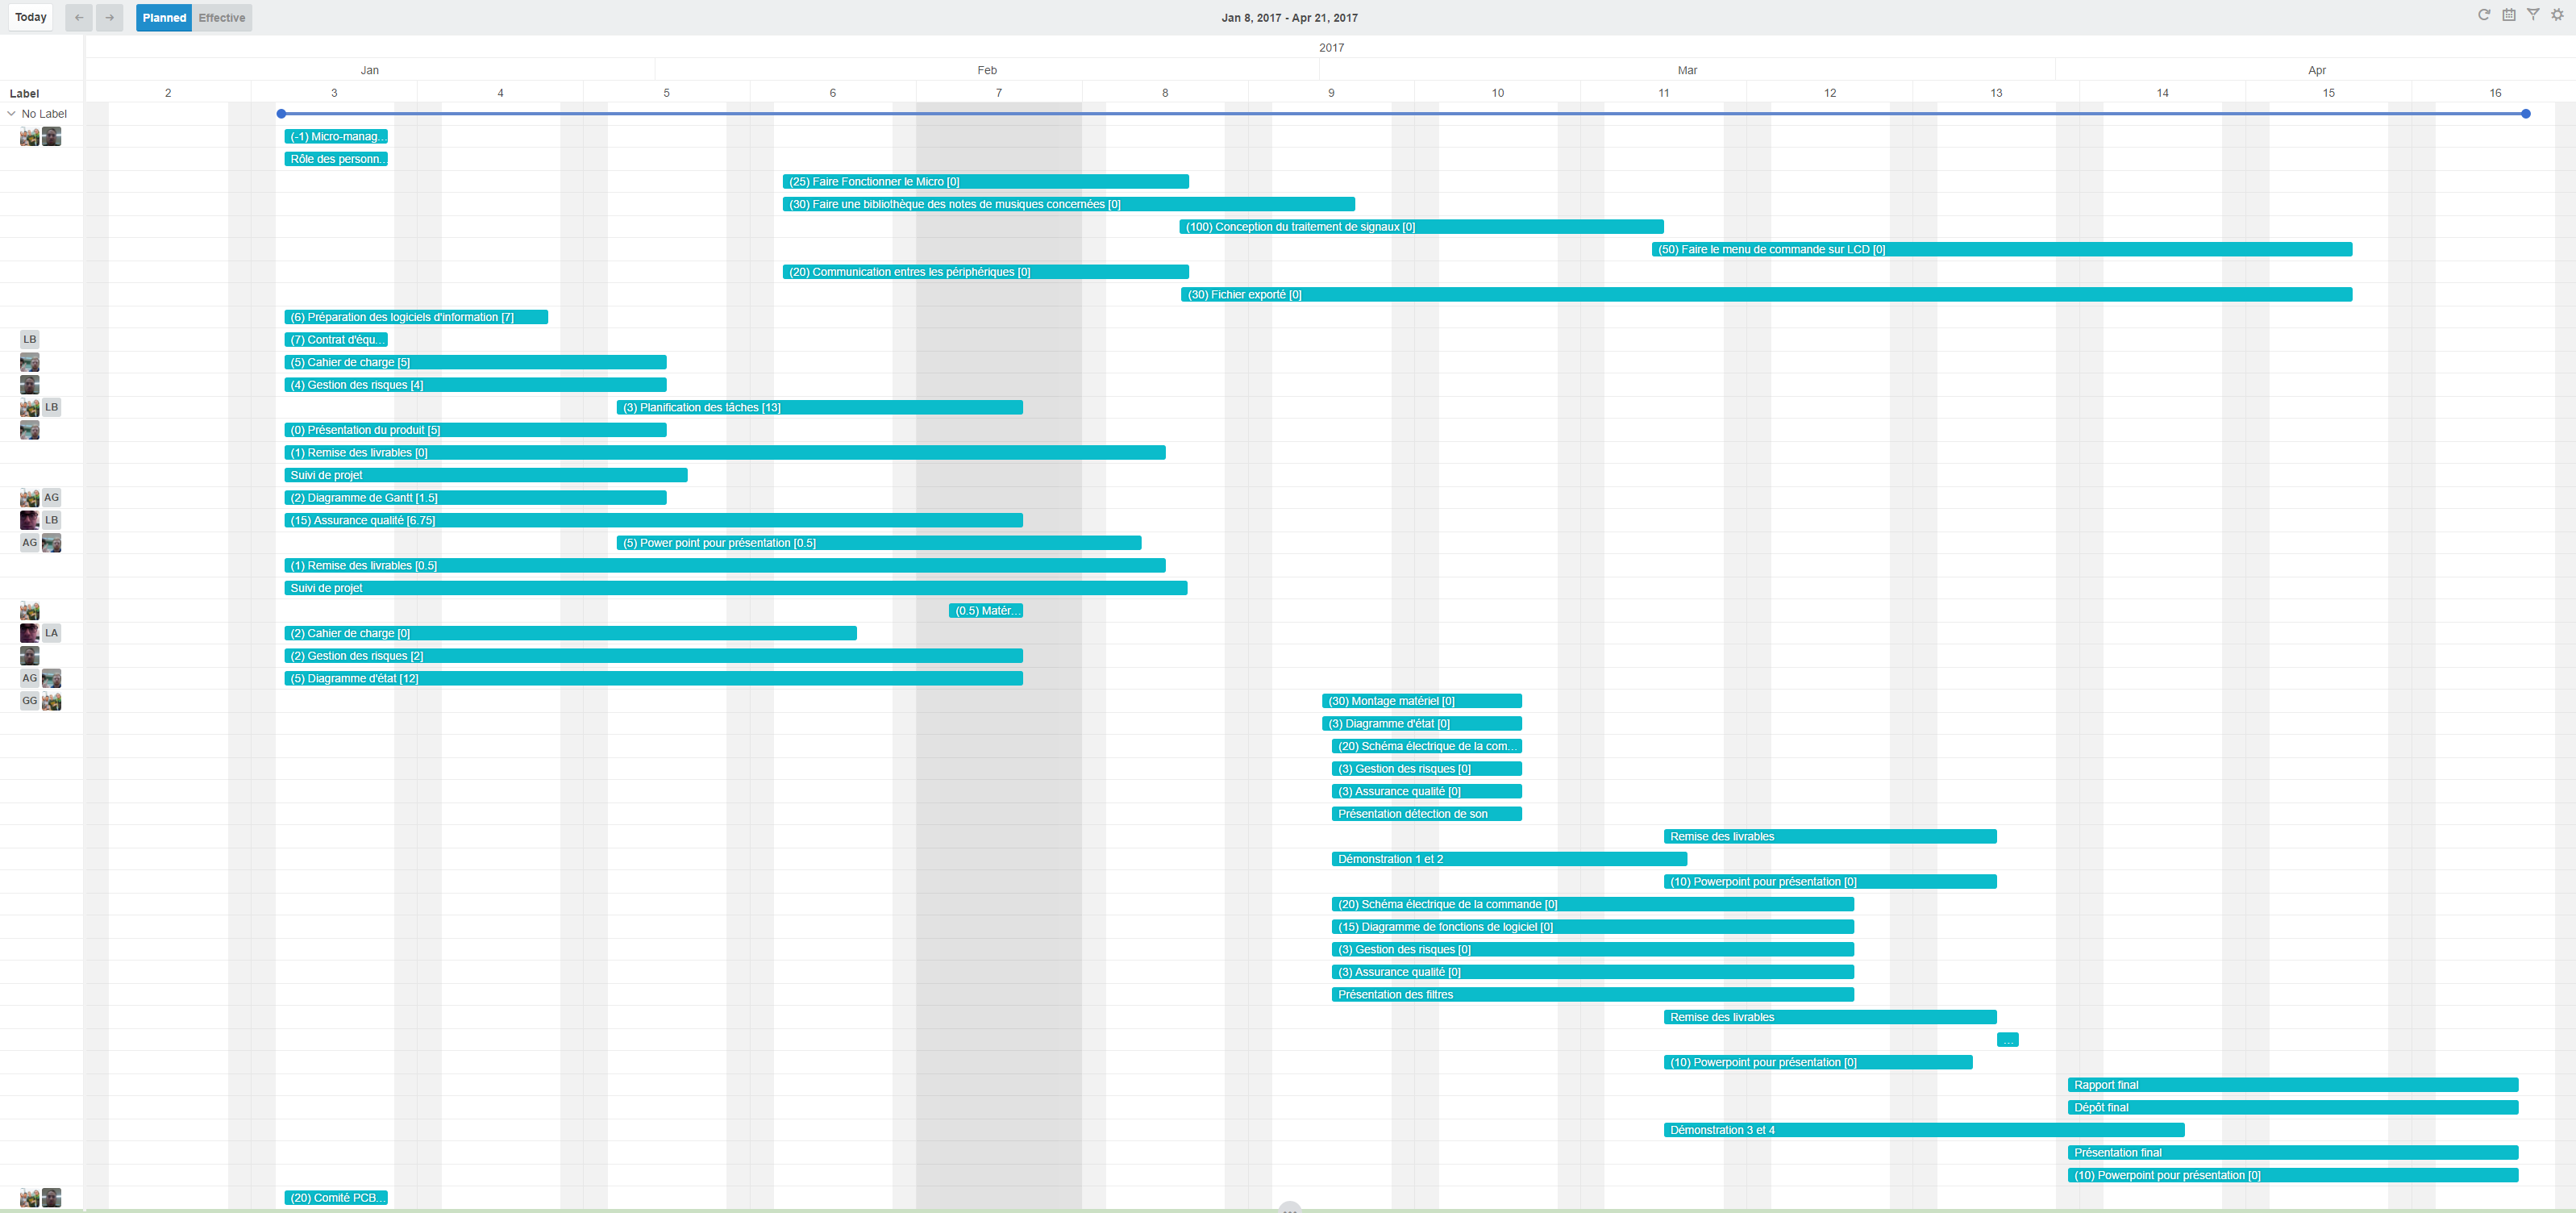 Today ← → Planned Effective Jan 8, 2017 - Apr 21, 2017
2017
Jan Feb Mar Apr
Label 2 3 4 5 6 7 8 9 10 11 12 13 14 15 16
No Label
(-1) Micro-manag...
Rôle des personn...
(25) Faire Fonctionner le Micro [0]
(30) Faire une bibliothèque des notes de musiques concernées [0]
(100) Conception du traitement de signaux [0]
(50) Faire le menu de commande sur LCD [0]
(20) Communication entres les périphériques [0]
(30) Fichier exporté [0]
(6) Préparation des logiciels d'information [7]
LB (7) Contrat d'équ...
(5) Cahier de charge [5]
(4) Gestion des risques [4]
LB (3) Planification des tâches [13]
(0) Présentation du produit [5]
(1) Remise des livrables [0]
Suivi de projet
AG (2) Diagramme de Gantt [1.5]
LB (15) Assurance qualité [6.75]
AG (5) Power point pour présentation [0.5]
(1) Remise des livrables [0.5]
Suivi de projet
(0.5) Matér...
LA (2) Cahier de charge [0]
(2) Gestion des risques [2]
AG (5) Diagramme d'état [12]
GG (30) Montage matériel [0]
(3) Diagramme d'état [0]
(20) Schéma électrique de la com...
(3) Gestion des risques [0]
(3) Assurance qualité [0]
Présentation détection de son
Remise des livrables
Démonstration 1 et 2
(10) Powerpoint pour présentation [0]
(20) Schéma électrique de la commande [0]
(15) Diagramme de fonctions de logiciel [0]
(3) Gestion des risques [0]
(3) Assurance qualité [0]
Présentation des filtres
Remise des livrables
...
(10) Powerpoint pour présentation [0]
Rapport final
Dépôt final
Démonstration 3 et 4
Présentation final
(10) Powerpoint pour présentation [0]
(20) Comité PCB...